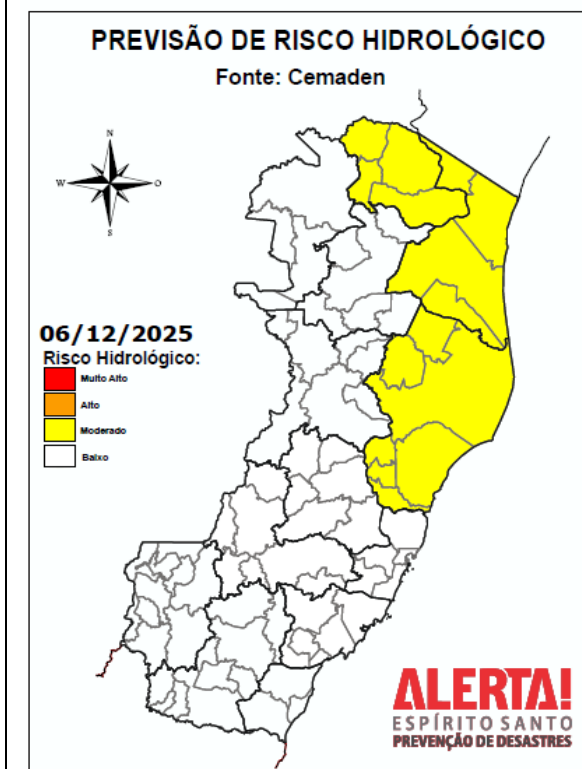 PREVISÃO DE RISCO HIDROLÓGICO
Fonte: Cemaden
N
W
O
S
06/12/2025
Risco Hidrológico:
Muito Alto
Alto
Moderado
Baixo
ALERTA!
ESPÍRITO SANTO
PREVENÇÃO DE DESASTRES